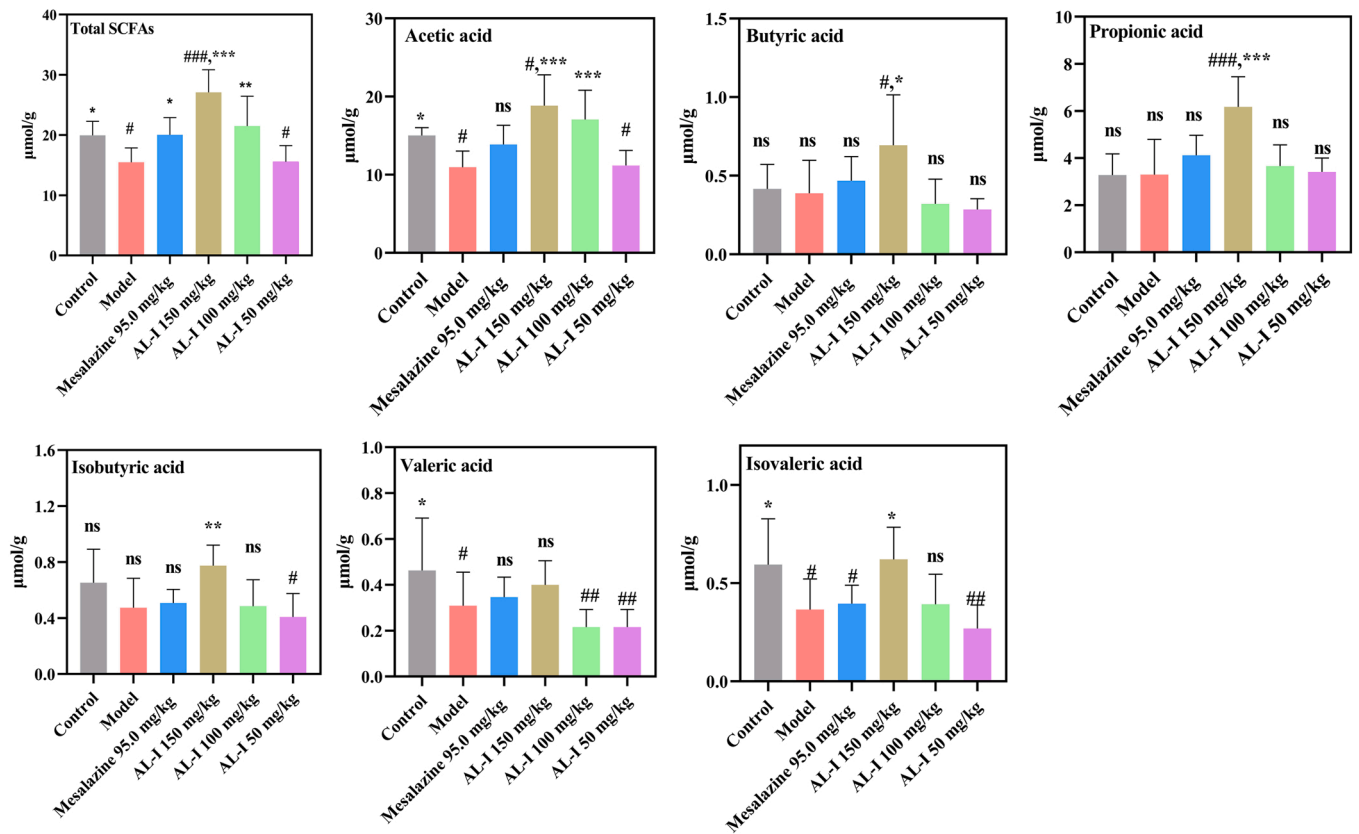 Total SCFAs
μmol/g
40
30
20
10
0
*
#
*
###,***
**
#
Control
Model
Mesalazine 95.0 mg/kg
AL-I 150 mg/kg
AL-I 100 mg/kg
AL-I 50 mg/kg
Acetic acid
μmol/g
30
20
10
0
*
#
ns
#,***
***
#
Control
Model
Mesalazine 95.0 mg/kg
AL-I 150 mg/kg
AL-I 100 mg/kg
AL-I 50 mg/kg
Butyric acid
μmol/g
1.5
1.0
0.5
0.0
ns
ns
ns
#,*
ns
ns
Control
Model
Mesalazine 95.0 mg/kg
AL-I 150 mg/kg
AL-I 100 mg/kg
AL-I 50 mg/kg
Propionic acid
μmol/g
10
8
6
4
2
0
ns
ns
ns
###,***
ns
ns
Control
Model
Mesalazine 95.0 mg/kg
AL-I 150 mg/kg
AL-I 100 mg/kg
AL-I 50 mg/kg
Isobutyric acid
μmol/g
1.6
1.2
0.8
0.4
0.0
ns
ns
ns
**
ns
#
Control
Model
Mesalazine 95.0 mg/kg
AL-I 150 mg/kg
AL-I 100 mg/kg
AL-I 50 mg/kg
Valeric acid
μmol/g
1.0
0.8
0.6
0.4
0.2
0.0
*
#
ns
ns
##
##
Control
Model
Mesalazine 95.0 mg/kg
AL-I 150 mg/kg
AL-I 100 mg/kg
AL-I 50 mg/kg
Isovaleric acid
μmol/g
1.0
0.5
0.0
*
#
#
*
ns
##
Control
Model
Mesalazine 95.0 mg/kg
AL-I 150 mg/kg
AL-I 100 mg/kg
AL-I 50 mg/kg